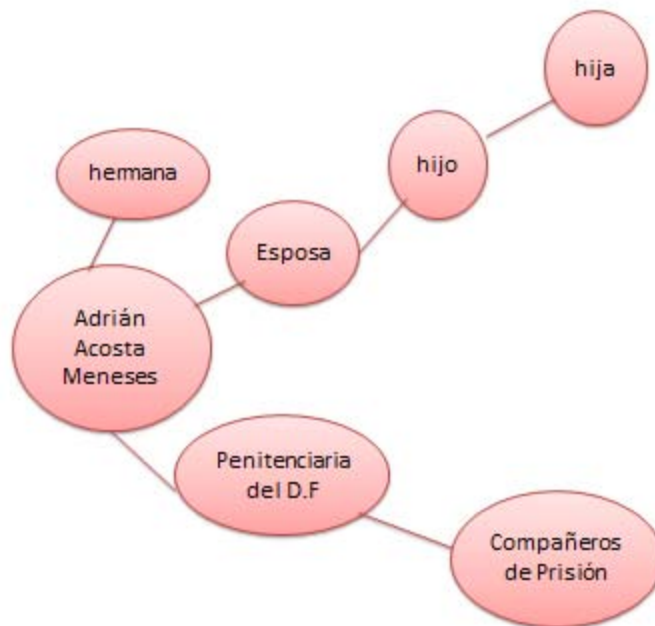 hija
hijo
hermana
Esposa
Adrián
Acosta
Meneses
Penitenciaria
del D.F
Compañeros
de Prisión